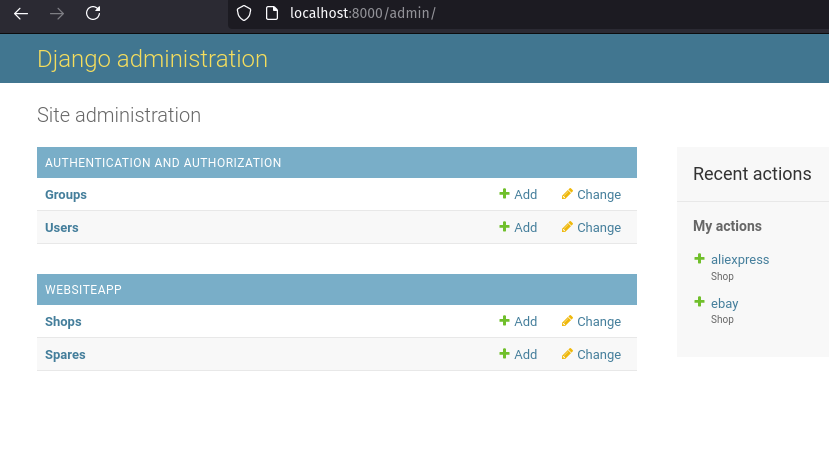 localhost:8000/admin/
Django administration
Site administration
AUTHENTICATION AND AUTHORIZATION
Groups Add Change
Users Add Change
WEBSITEAPP
Shops Add Change
Spares Add Change
Recent actions
My actions
aliexpress
Shop
ebay
Shop